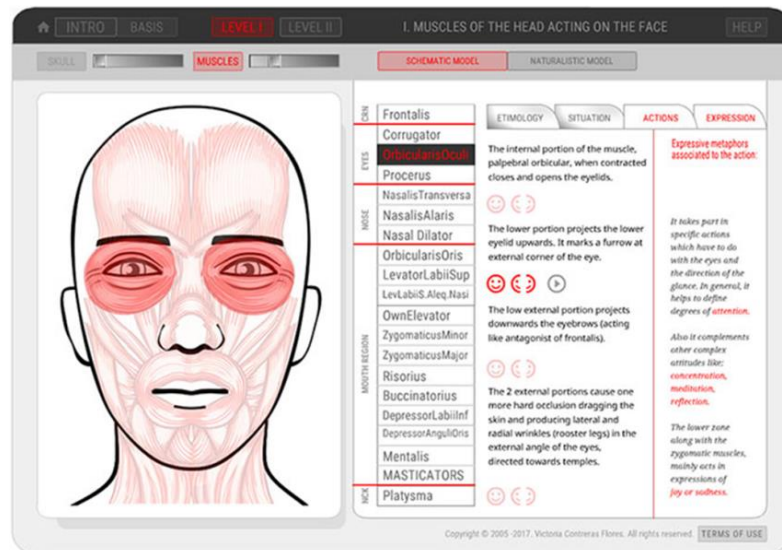 INTRO BASIS LEVEL I LEVEL II I. MUSCLES OF THE HEAD ACTING ON THE FACE HELP
SKULL MUSCLES SCHEMATIC MODEL NATURALISTIC MODEL
CRN
Frontalis
EYES
Corrugator
OrbicularisOculi
Procerus
NOSE
NasalisTransversa
NasalisAlaris
Nasal Dilator
MOUTH REGION
OrbicularisOris
LevatorLabiiSup
LevLabiiS.Aleq.Nasi
OwnElevator
ZygomaticusMinor
ZygomaticusMajor
Risorius
Buccinatorius
DepressorLabiiInf
DepressorAnguliOris
Mentalis
MASTICATORS
NCK
Platysma
ETIMOLOGY SITUATION ACTIONS EXPRESSION
The internal portion of the muscle,
palpebral orbicular, when contracted
closes and opens the eyelids.
The lower portion projects the lower
eyelid upwards. It marks a furrow at
external corner of the eye.
The low external portion projects
downwards the eyebrows (acting
like antagonist of frontalis).
The 2 external portions cause one
more hard occlusion dragging the
skin and producing lateral and
radial wrinkles (rooster legs) in the
external angle of the eyes,
directed towards temples.
Expressive metaphors
associated to the action:
It takes part in
specific actions
which have to do
with the eyes and
the direction of the
glance. In general, it
helps to define
degrees of attention.
Also it complements
other complex
attitudes like:
concentration,
meditation,
reflection.
The lower zone
along with the
zygomatic muscles,
mainly acts in
expressions of
joy or sadness.
Copyright © 2005 -2017. Victoria Contreras Flores. All rights reserved. TERMS OF USE